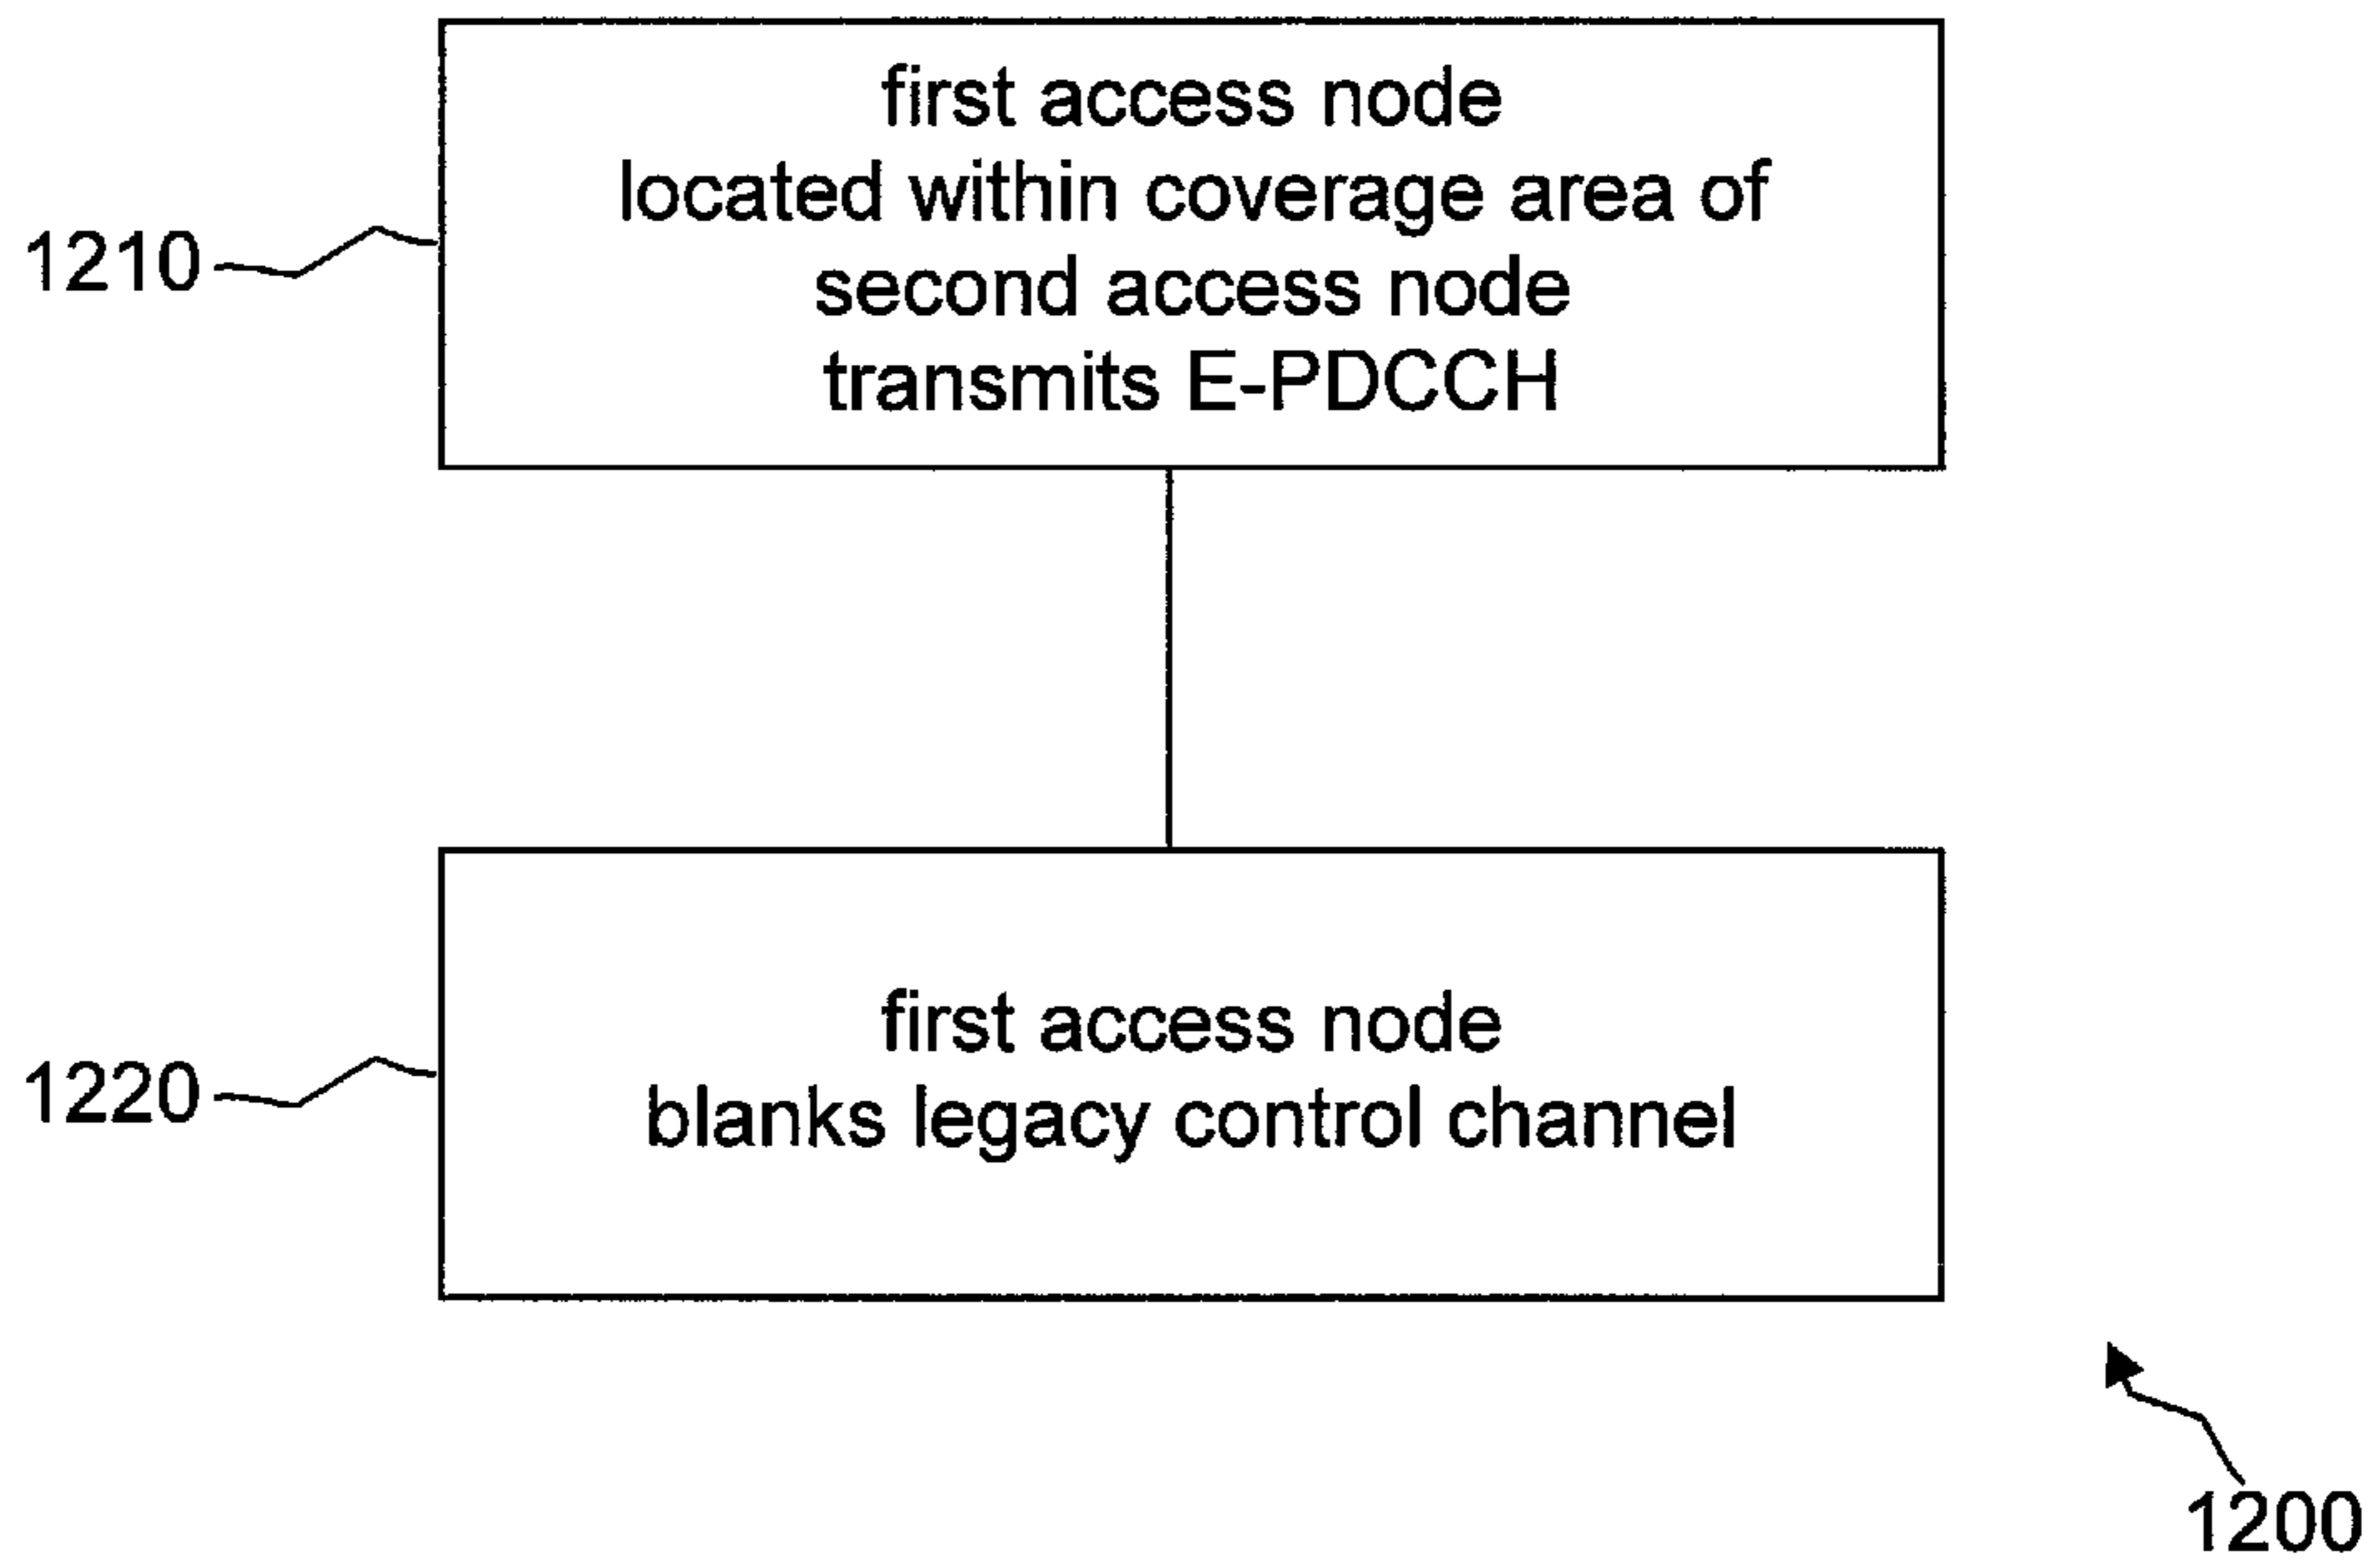 first access node
located within coverage area of
second access node
transmits E-PDCCH
1210
first access node
blanks legacy control channel
1220
1200